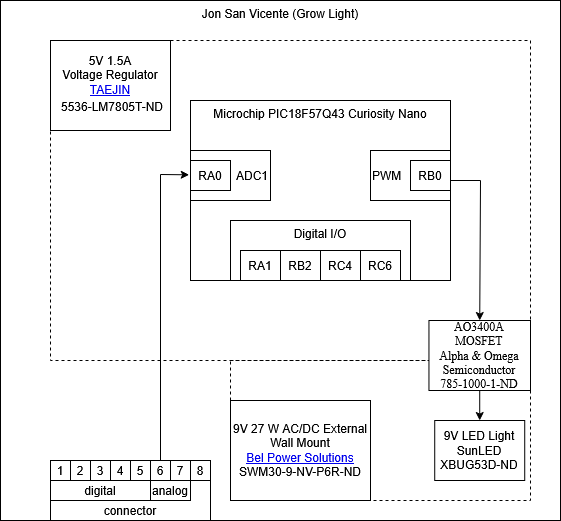 Jon San Vicente (Grow Light)
5V 1.5A
Voltage Regulator
TAEJIN
5536-LM7805T-ND
Microchip PIC18F57Q43 Curiosity Nano
RA0 ADC1
PWM RB0
Digital I/O
RA1 RB2 RC4 RC6
AO3400A
MOSFET
Alpha & Omega
Semiconductor
785-1000-1-ND
9V 27 W AC/DC External
Wall Mount
Bel Power Solutions
SWM30-9-NV-P6R-ND
9V LED Light
SunLED
XBUG53D-ND
1 2 3 4 5 6 7 8
digital analog
connector